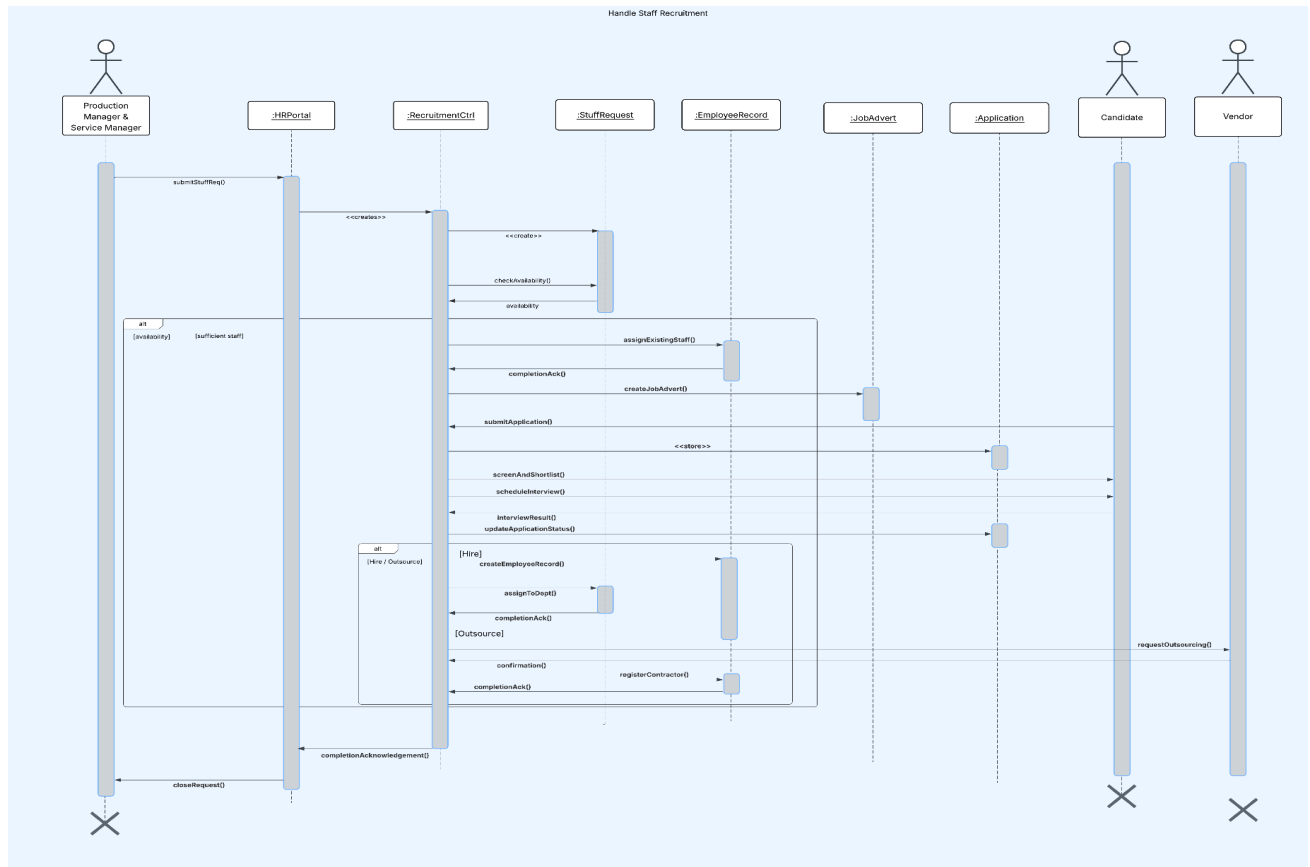 Handle Staff Recruitment
Production
Manager &
Service Manager
:HRPortal
:RecruitmentCtrl
:StuffRequest
:EmployeeRecord
:JobAdvert
:Application
Candidate
Vendor
submitStuffReq()
<<creates>>
<<create>>
checkAvailability()
availability
alt
[availability] [sufficient staff]
assignExistingStaff()
completionAck()
createJobAdvert()
submitApplication()
<<store>>
screenAndShortlist()
scheduleInterview()
interviewResult()
updateApplicationStatus()
alt
[Hire / Outsource]
[Hire]
createEmployeeRecord()
assignToDept()
completionAck()
[Outsource]
requestOutsourcing()
confirmation()
registerContractor()
completionAck()
completionAcknowledgement()
closeRequest()